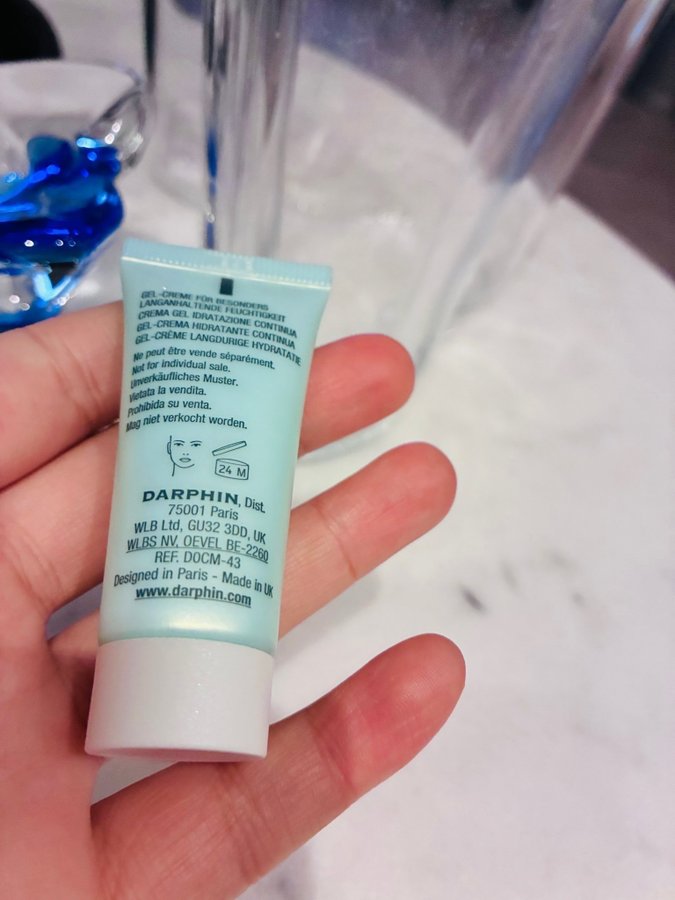 GEL-CREME FÜR BESONDERS
LANGANHALTENDE FEUCHTIGKEIT
CREMA GEL IDRATAZIONE CONTINUA
GEL-CREMA HIDRATANTE CONTINUA
GEL-CRÈME LANGDURIGE HYDRATATIE
Ne peut être vende séparément.
Not for individual sale.
Unverkäufliches Muster.
Vietata la vendita.
Prohibida su venta.
Mag niet verkocht worden.
24 M
DARPHIN, Dist.
75001 Paris
WLB Ltd, GU32 3DD, UK
WLBS NV, OEVEL BE-2260
REF. D0CM-43
Designed in Paris - Made in UK
www.darphin.com